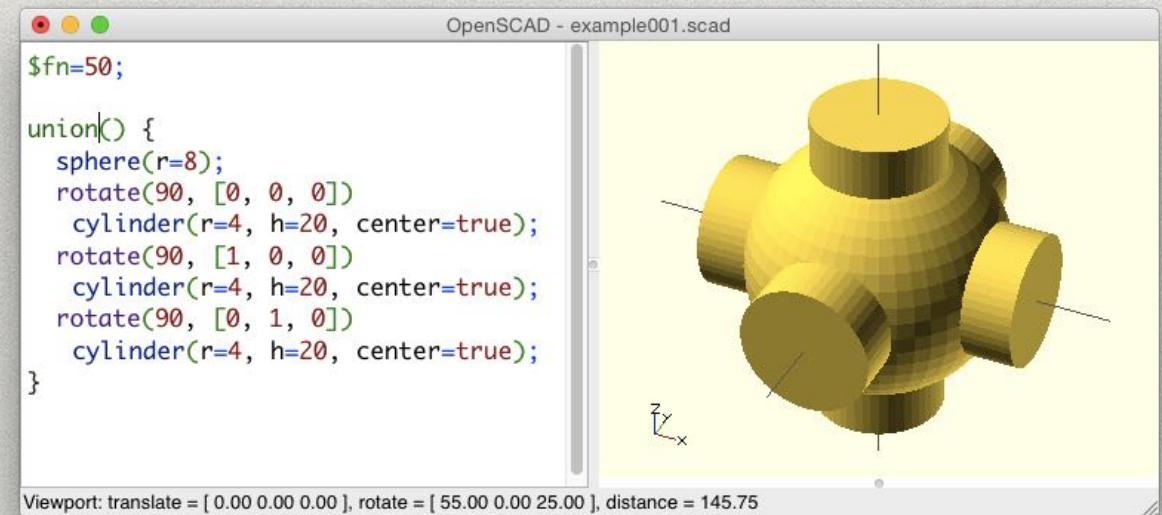 OpenSCAD - example001.scad
$fn=50;
union() {
sphere(r=8);
rotate(90, [0, 0, 0])
cylinder(r=4, h=20, center=true);
rotate(90, [1, 0, 0])
cylinder(r=4, h=20, center=true);
rotate(90, [0, 1, 0])
cylinder(r=4, h=20, center=true);
}
Z
Y
X
Viewport: translate = [ 0.00 0.00 0.00 ], rotate = [ 55.00 0.00 25.00 ], distance = 145.75